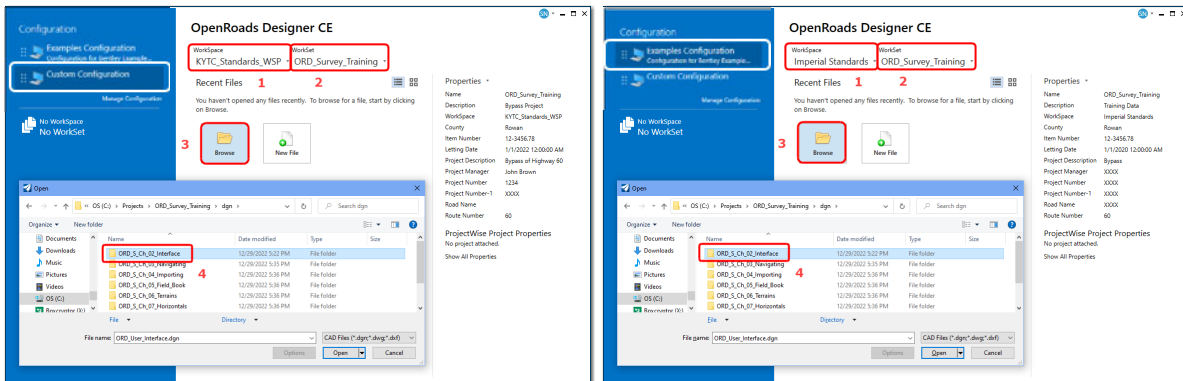 Configuration
Examples Configuration
Configuration for Bentley Example...
Custom Configuration
Manage Configuration
No WorkSpace
No WorkSet
SN
OpenRoads Designer CE
WorkSpace
KYTC_Standards_WSP
WorkSet
ORD_Survey_Training
1
2
Recent Files
You haven't opened any files recently. To browse for a file, start by clicking
on Browse.
3
Browse
New File
Properties
Name ORD_Survey_Training
Description Bypass Project
WorkSpace KYTC_Standards_WSP
County Rowan
Item Number 12-3456.78
Letting Date 1/1/2022 12:00:00 AM
Project Description Bypass of Highway 60
Project Manager John Brown
Project Number 1234
Project Number-1 XXXX
Road Name
Route Number 60
ProjectWise Project Properties
No project attached.
Show All Properties
Open
« OS (C:) › Projects › ORD_Survey_Training › dgn ›
Search dgn
Organize New folder
Documents
Downloads
Music
Pictures
Videos
OS (C:)
Name Date modified Type Size
ORD_S_Ch_02_Interface 12/29/2022 5:22 PM File folder
ORD_S_Ch_03_Navigating 12/29/2022 5:35 PM File folder
ORD_S_Ch_04_Importing 12/29/2022 5:36 PM File folder
ORD_S_Ch_05_Field_Book 12/29/2022 5:36 PM File folder
ORD_S_Ch_06_Terrains 12/29/2022 5:36 PM File folder
ORD_S_Ch_07_Horizontals 12/29/2022 5:36 PM File folder
4
File Directory
File name: ORD_User_Interface.dgn
CAD Files (*.dgn;*.dwg;*.dxf)
Options Open Cancel
Configuration
Examples Configuration
Configuration for Bentley Example...
Custom Configuration
Manage Configuration
No WorkSpace
No WorkSet
SN
OpenRoads Designer CE
WorkSpace
Imperial Standards
WorkSet
ORD_Survey_Training
1
2
Recent Files
You haven't opened any files recently. To browse for a file, start by clicking
on Browse.
3
Browse
New File
Properties
Name ORD_Survey_Training
Description Training Data
WorkSpace Imperial Standards
County Rowan
Item Number 12-3456.78
Letting Date 1/1/2020 12:00:00 AM
Project Desscription Bypass
Project Manager XXXX
Project Number XXXX
Project Number-1 XXXX
Road Name XXXX
Route Number 60
ProjectWise Project Properties
No project attached.
Show All Properties
Open
« OS (C:) › Projects › ORD_Survey_Training › dgn ›
Search dgn
Organize New folder
Documents
Downloads
Music
Pictures
Videos
OS (C:)
Name Date modified Type Size
ORD_S_Ch_02_Interface 12/29/2022 5:22 PM File folder
ORD_S_Ch_03_Navigating 12/29/2022 5:35 PM File folder
ORD_S_Ch_04_Importing 12/29/2022 5:36 PM File folder
ORD_S_Ch_05_Field_Book 12/29/2022 5:36 PM File folder
ORD_S_Ch_06_Terrains 12/29/2022 5:36 PM File folder
ORD_S_Ch_07_Horizontals 12/29/2022 5:36 PM File folder
4
File Directory
File name: ORD_User_Interface.dgn
CAD Files (*.dgn;*.dwg;*.dxf)
Options Open Cancel